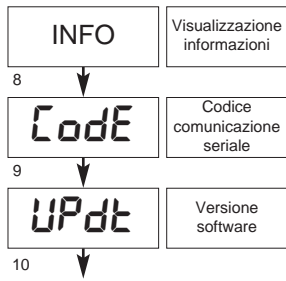 INFO
Visualizzazione
informazioni
8
CodE
Codice
comunicazione
seriale
9
UPdt
Versione
software
10